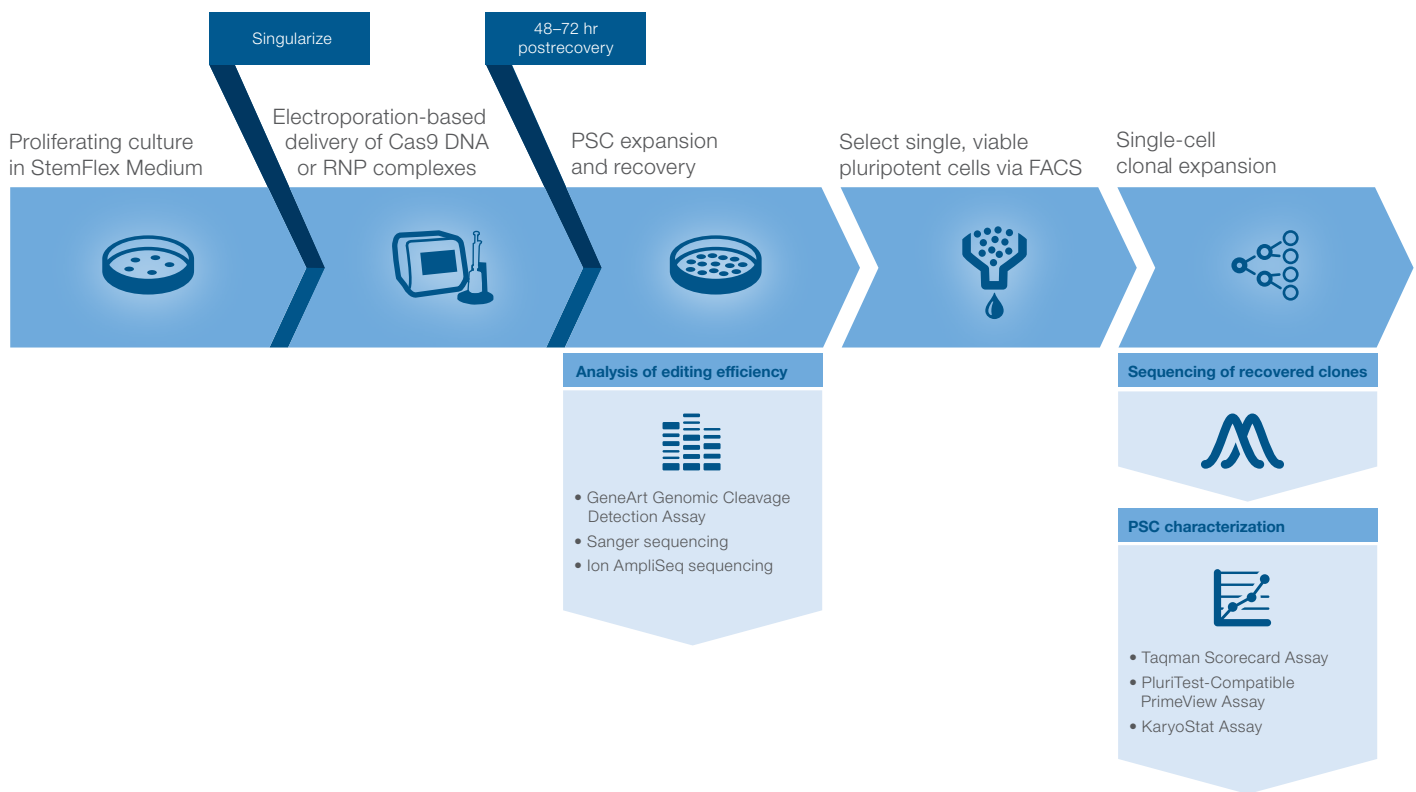 Singularize
48–72 hr
postrecovery
Proliferating culture
in StemFlex Medium
Electroporation-based
delivery of Cas9 DNA
or RNP complexes
PSC expansion
and recovery
Select single, viable
pluripotent cells via FACS
Single-cell
clonal expansion
Analysis of editing efficiency
• GeneArt Genomic Cleavage
Detection Assay
• Sanger sequencing
• Ion AmpliSeq sequencing
Sequencing of recovered clones
PSC characterization
• Taqman Scorecard Assay
• PluriTest-Compatible
PrimeView Assay
• KaryoStat Assay